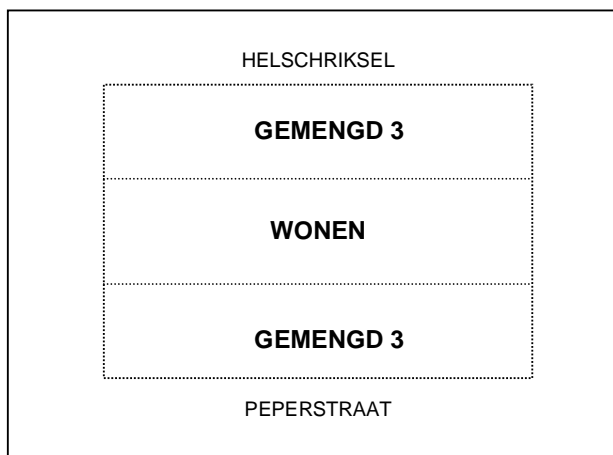 HELSCHRIKSEL
GEMENGD 3
WONEN
GEMENGD 3
PEPERSTRAAT